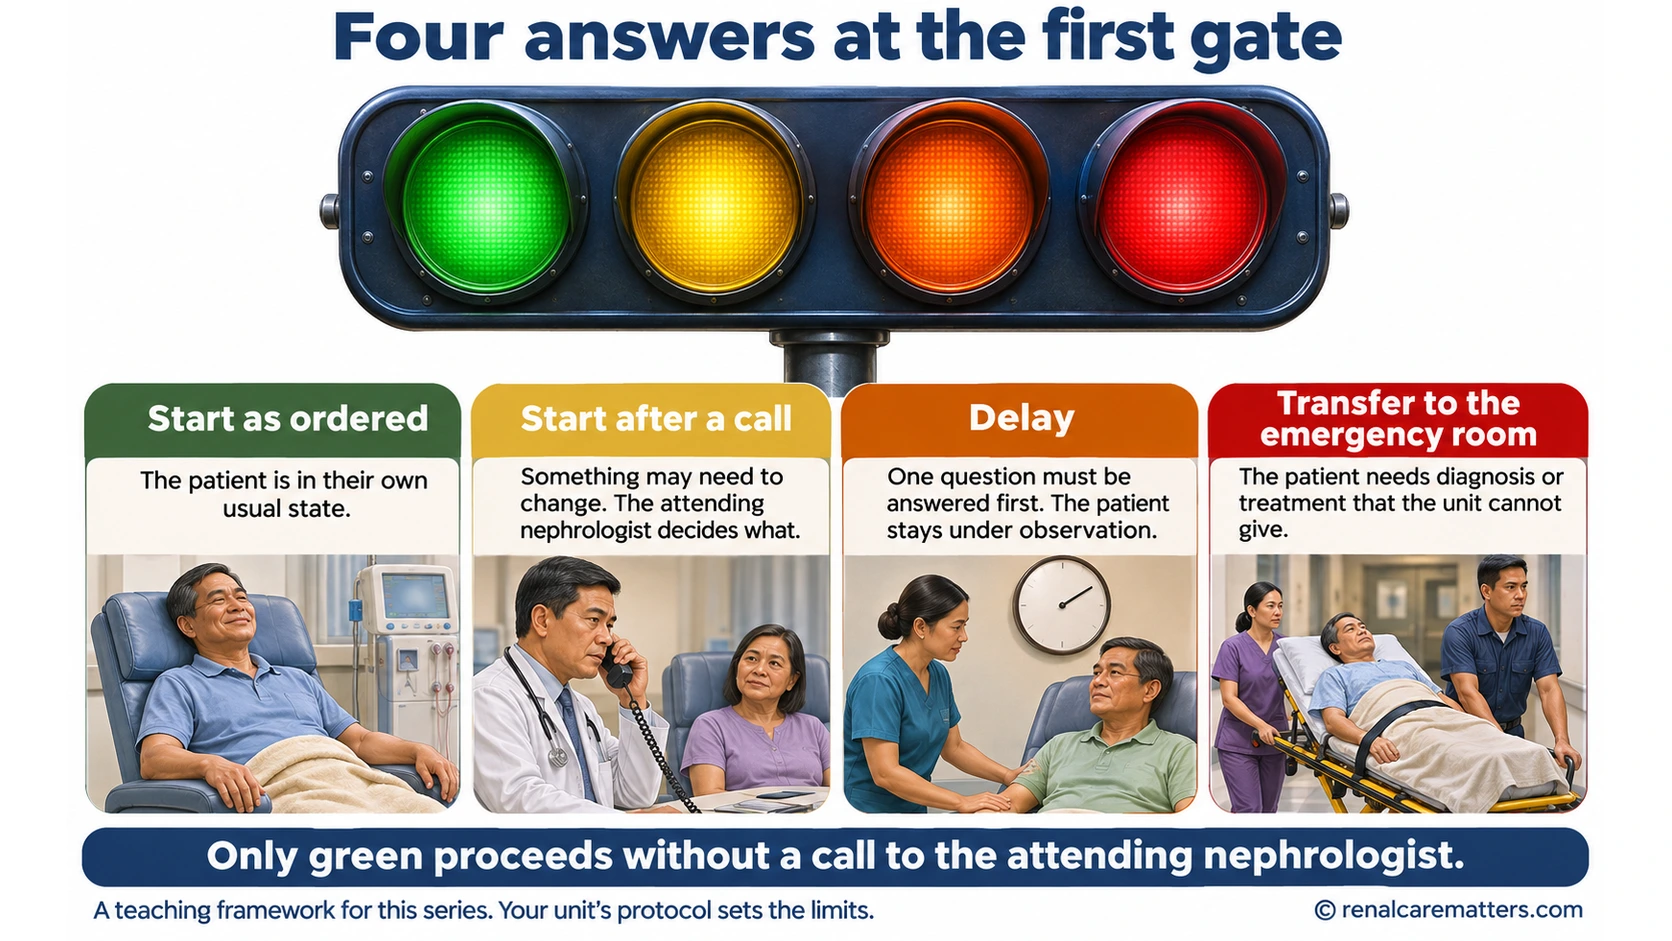 Four answers at the first gate
Start as ordered
The patient is in their own
usual state.
Start after a call
Something may need to
change. The attending
nephrologist decides what.
Delay
One question must be
answered first. The patient
stays under observation.
Transfer to the
emergency room
The patient needs diagnosis or
treatment that the unit cannot
give.
Only green proceeds without a call to the attending nephrologist.
A teaching framework for this series. Your unit’s protocol sets the limits.
© renalcarematters.com